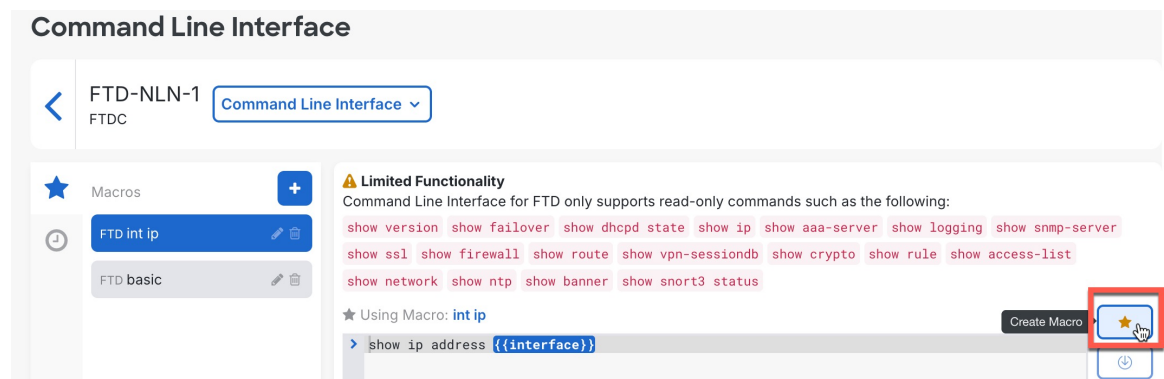 Command Line Interface
FTD-NLN-1
FTDC
Command Line Interface
Macros
+
FTD int ip
FTD basic
Limited Functionality
Command Line Interface for FTD only supports read-only commands such as the following:
show version show failover show dhcpd state show ip show aaa-server show logging show snmp-server
show ssl show firewall show route show vpn-sessiondb show crypto show rule show access-list
show network show ntp show banner show snort3 status
Using Macro: int ip
Create Macro
> show ip address {{interface}}